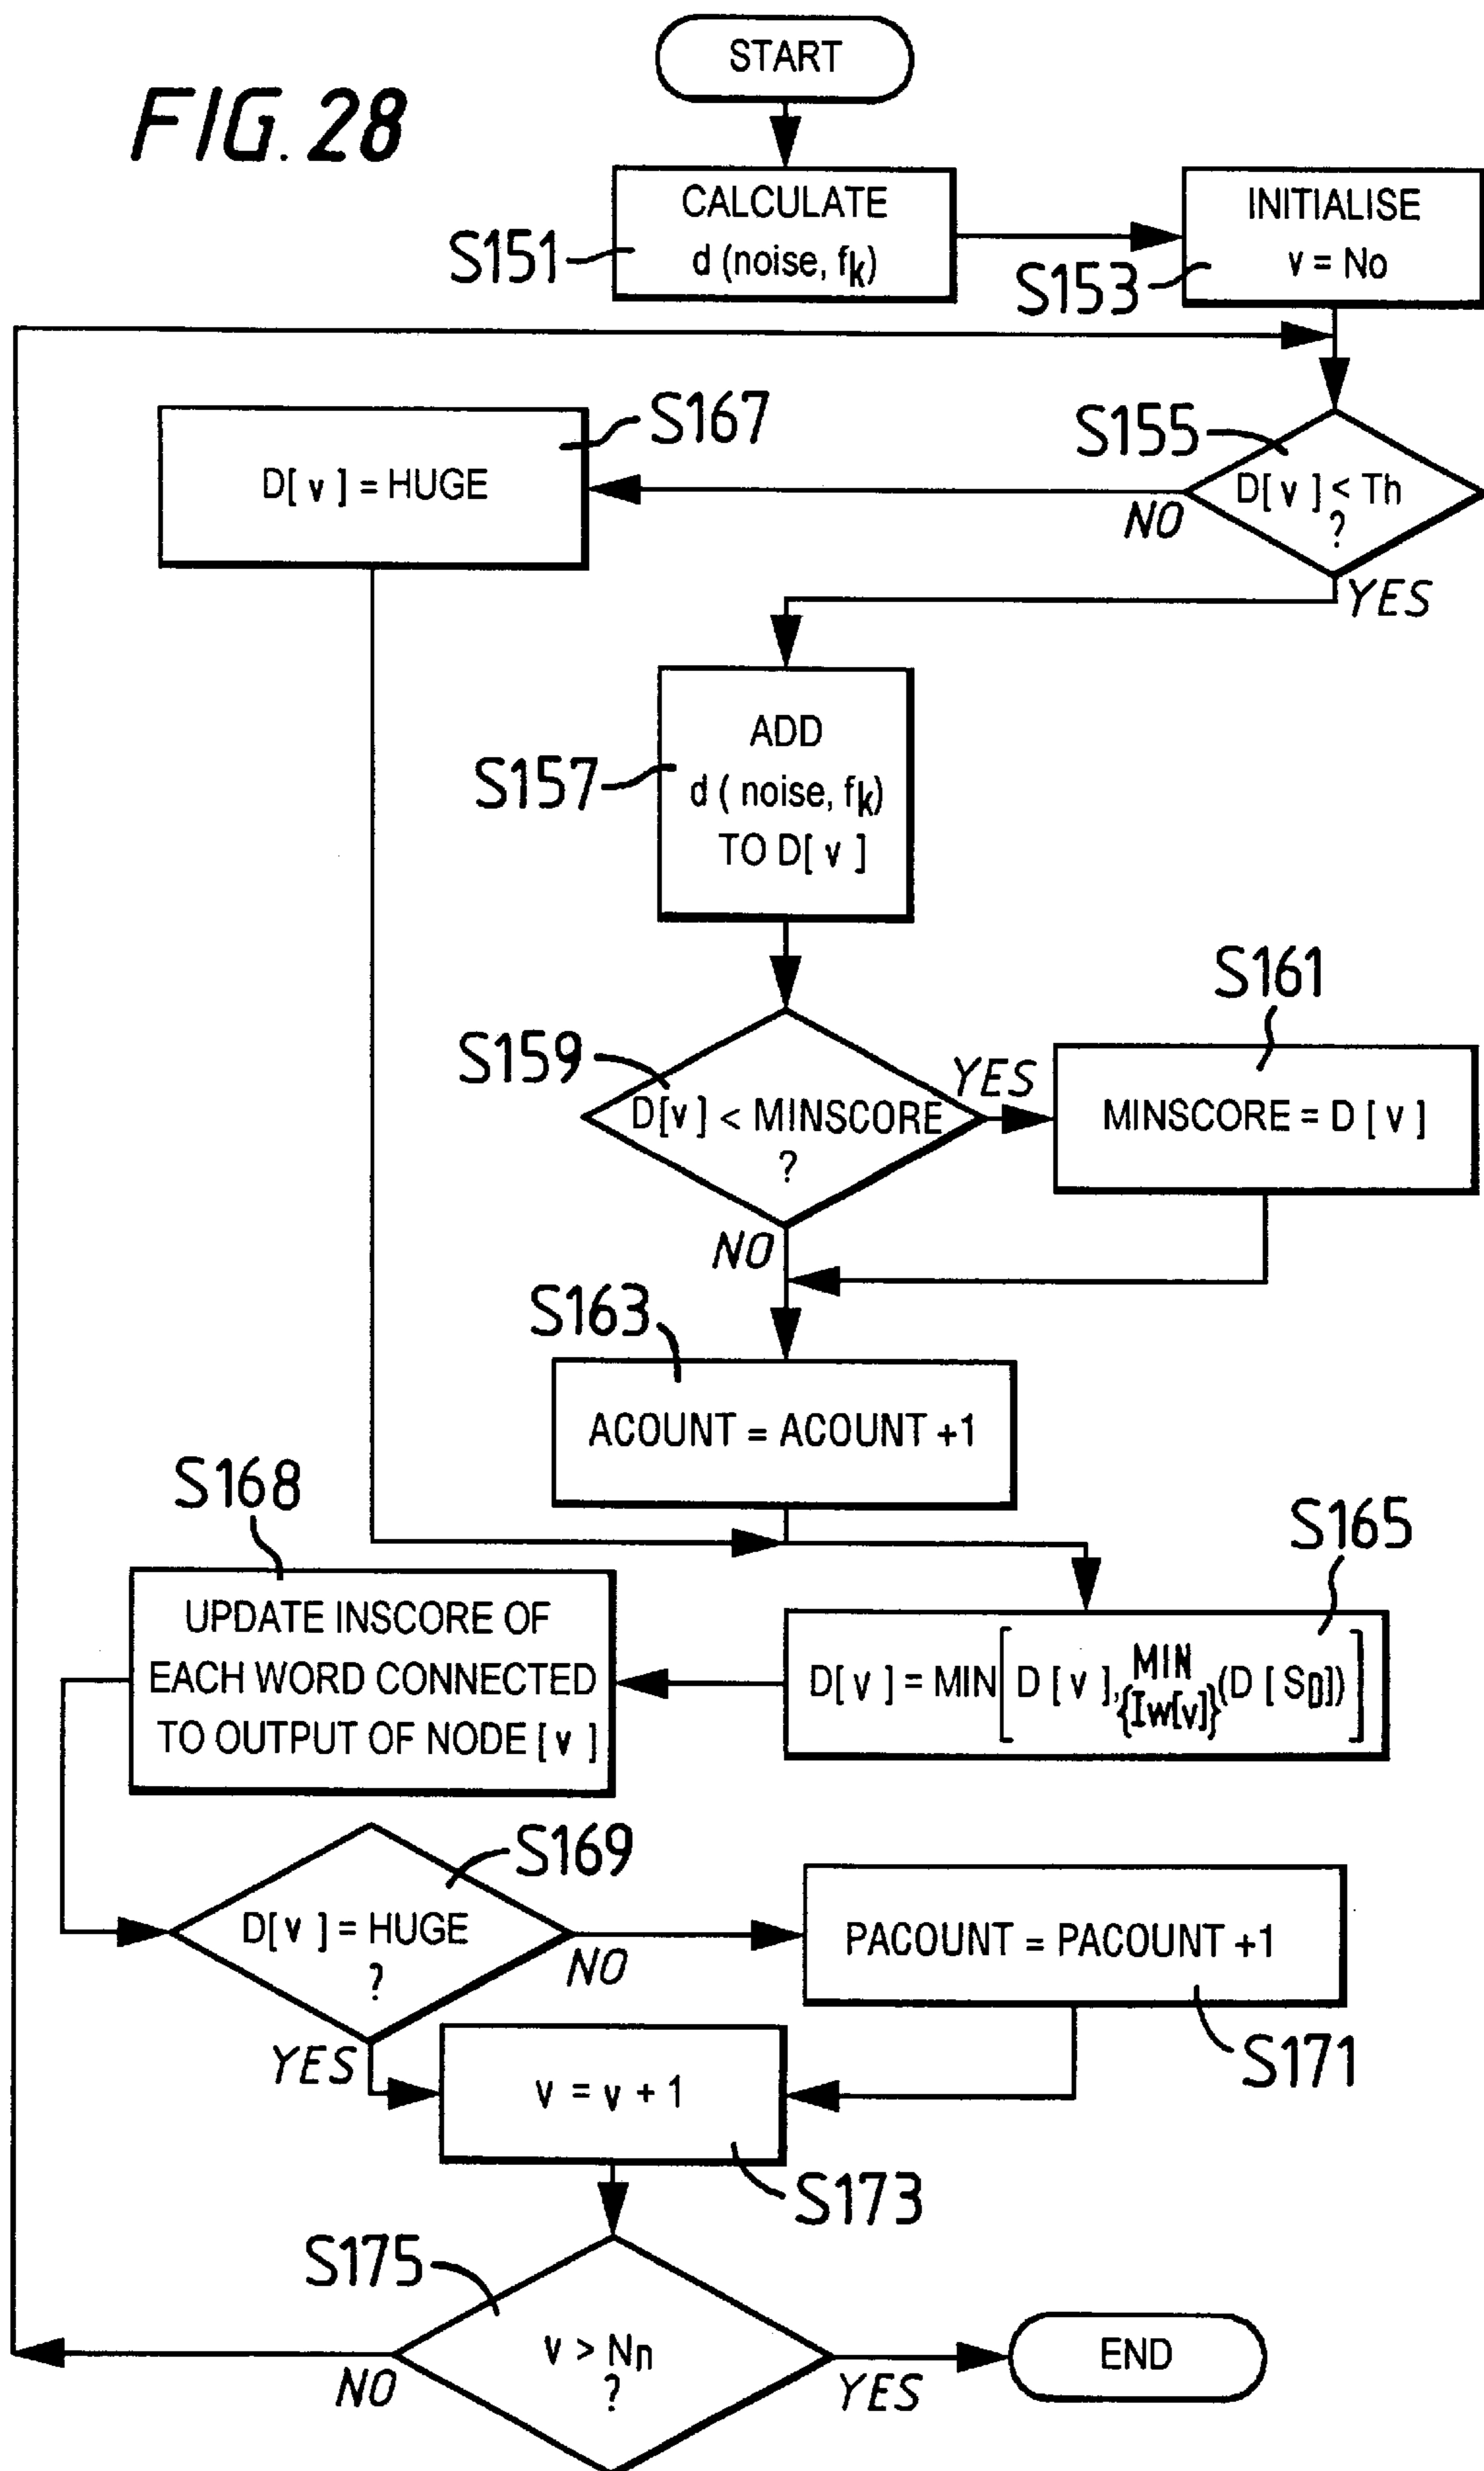 FIG. 28
START
CALCULATE
d (noise, fk)
S151
INITIALISE
v = No
S153
S167
D[ v ] = HUGE
S155
D[ v ] < Th
?
NO
YES
ADD
d ( noise, fk)
TO D[ v ]
S157
S159
D[v] < MINSCORE
?
YES
NO
S161
MINSCORE = D [ v ]
S163
ACOUNT = ACOUNT +1
S168
UPDATE INSCORE OF
EACH WORD CONNECTED
TO OUTPUT OF NODE [ v ]
S165
D[ v ] = MIN[ D [ v ], MIN {Iw[v]} (D [ S0]) ]
S169
D[ v ] = HUGE
?
NO
YES
PACOUNT = PACOUNT +1
S171
v = v + 1
S173
S175
v > Nn
?
NO
YES
END